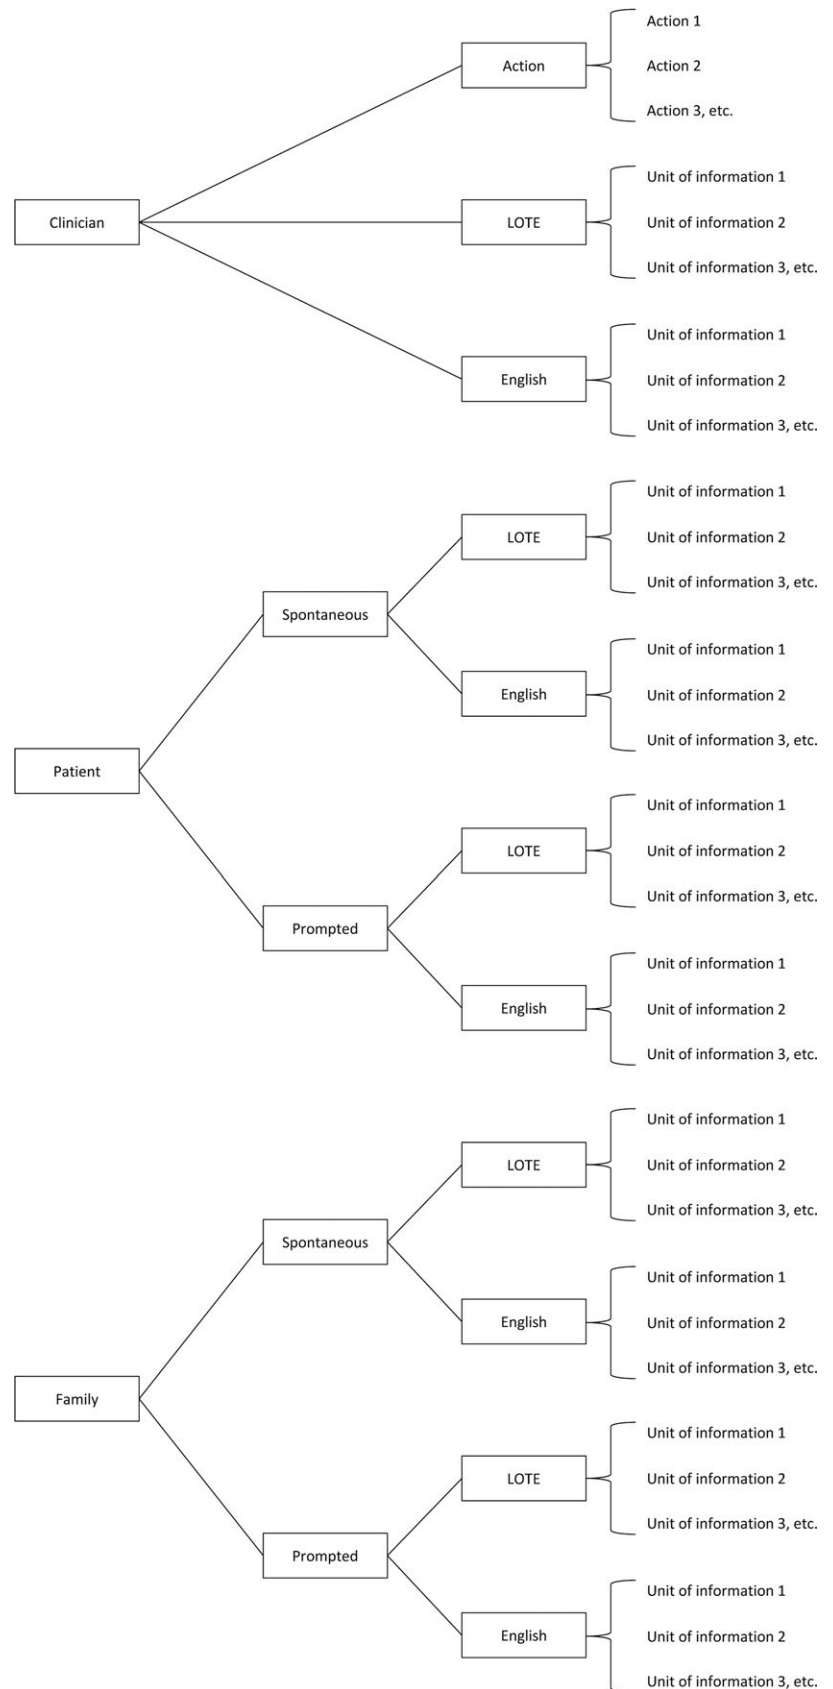 Action 1
Action
Action 2
Action 3, etc.
Unit of information 1
Clinician
LOTE
Unit of information 2
Unit of information 3, etc.
Unit of information 1
English
Unit of information 2
Unit of information 3, etc.
Unit of information 1
LOTE
Unit of information 2
Unit of information 3, etc.
Spontaneous
Unit of information 1
English
Unit of information 2
Unit of information 3, etc.
Patient
Unit of information 1
LOTE
Unit of information 2
Unit of information 3, etc.
Prompted
Unit of information 1
English
Unit of information 2
Unit of information 3, etc.
Unit of information 1
LOTE
Unit of information 2
Unit of information 3, etc.
Spontaneous
Unit of information 1
English
Unit of information 2
Unit of information 3, etc.
Family
Unit of information 1
LOTE
Unit of information 2
Unit of information 3, etc.
Prompted
Unit of information 1
English
Unit of information 2
Unit of information 3, etc.